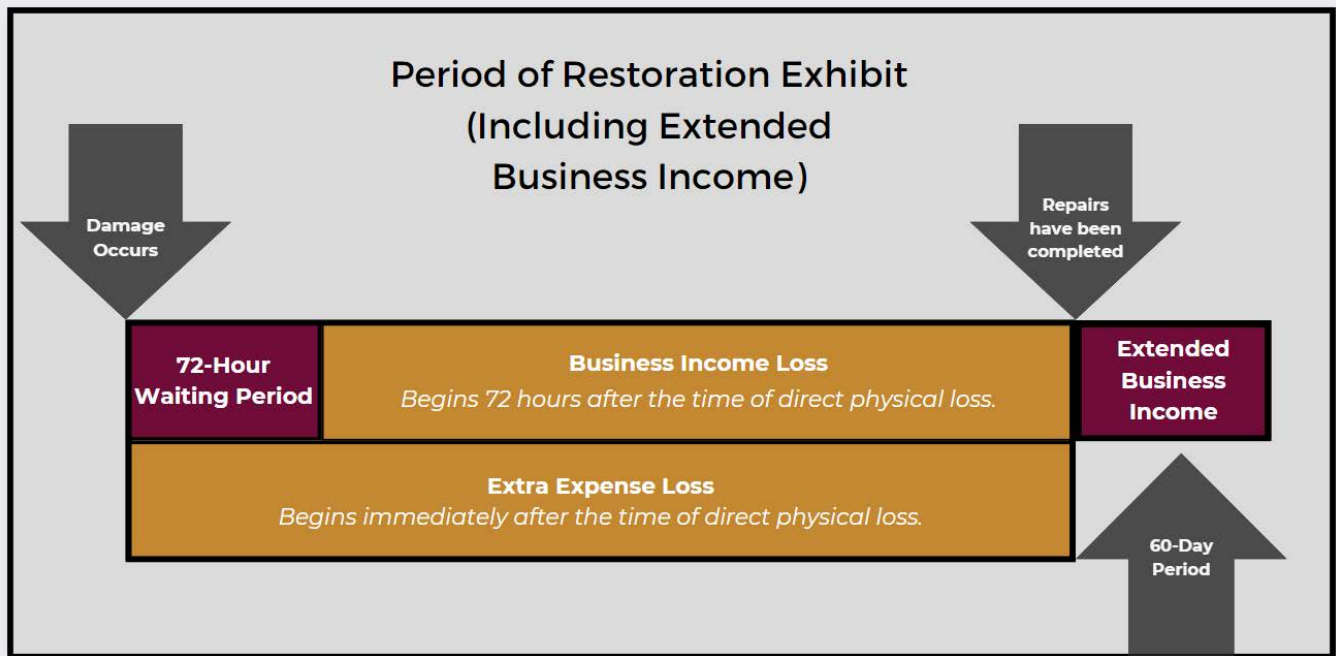 Period of Restoration Exhibit
(Including Extended
Business Income)
Damage
Occurs
Repairs
have been
completed
72-Hour
Waiting Period
Business Income Loss
Begins 72 hours after the time of direct physical loss.
Extended
Business
Income
Extra Expense Loss
Begins immediately after the time of direct physical loss.
60-Day
Period